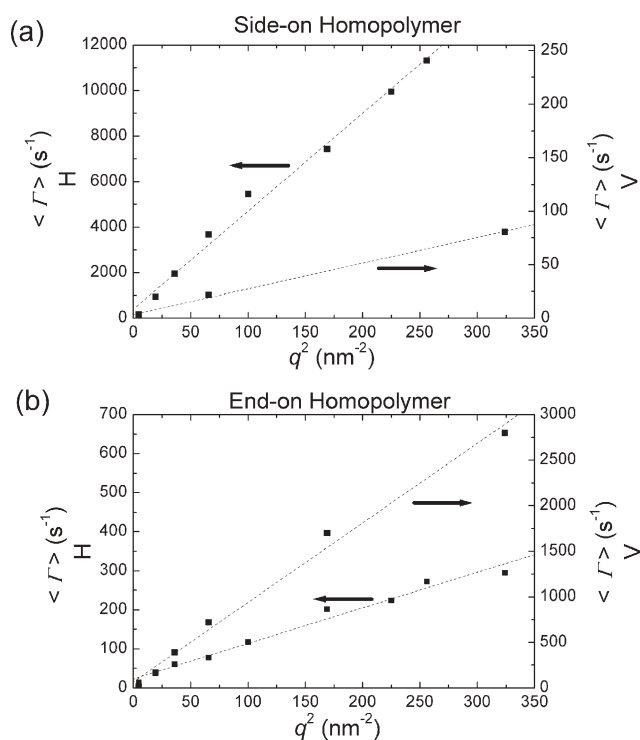 (a)
Side-on Homopolymer
12000
10000
8000
6000
4000
2000
0
250
200
150
100
50
0
< Γ > (s⁻¹)
H
< Γ > (s⁻¹)
V
0 50 100 150 200 250 300 350
q² (nm⁻²)
(b)
End-on Homopolymer
700
600
500
400
300
200
100
0
3000
2500
2000
1500
1000
500
0
< Γ > (s⁻¹)
H
< Γ > (s⁻¹)
V
0 50 100 150 200 250 300 350
q² (nm⁻²)